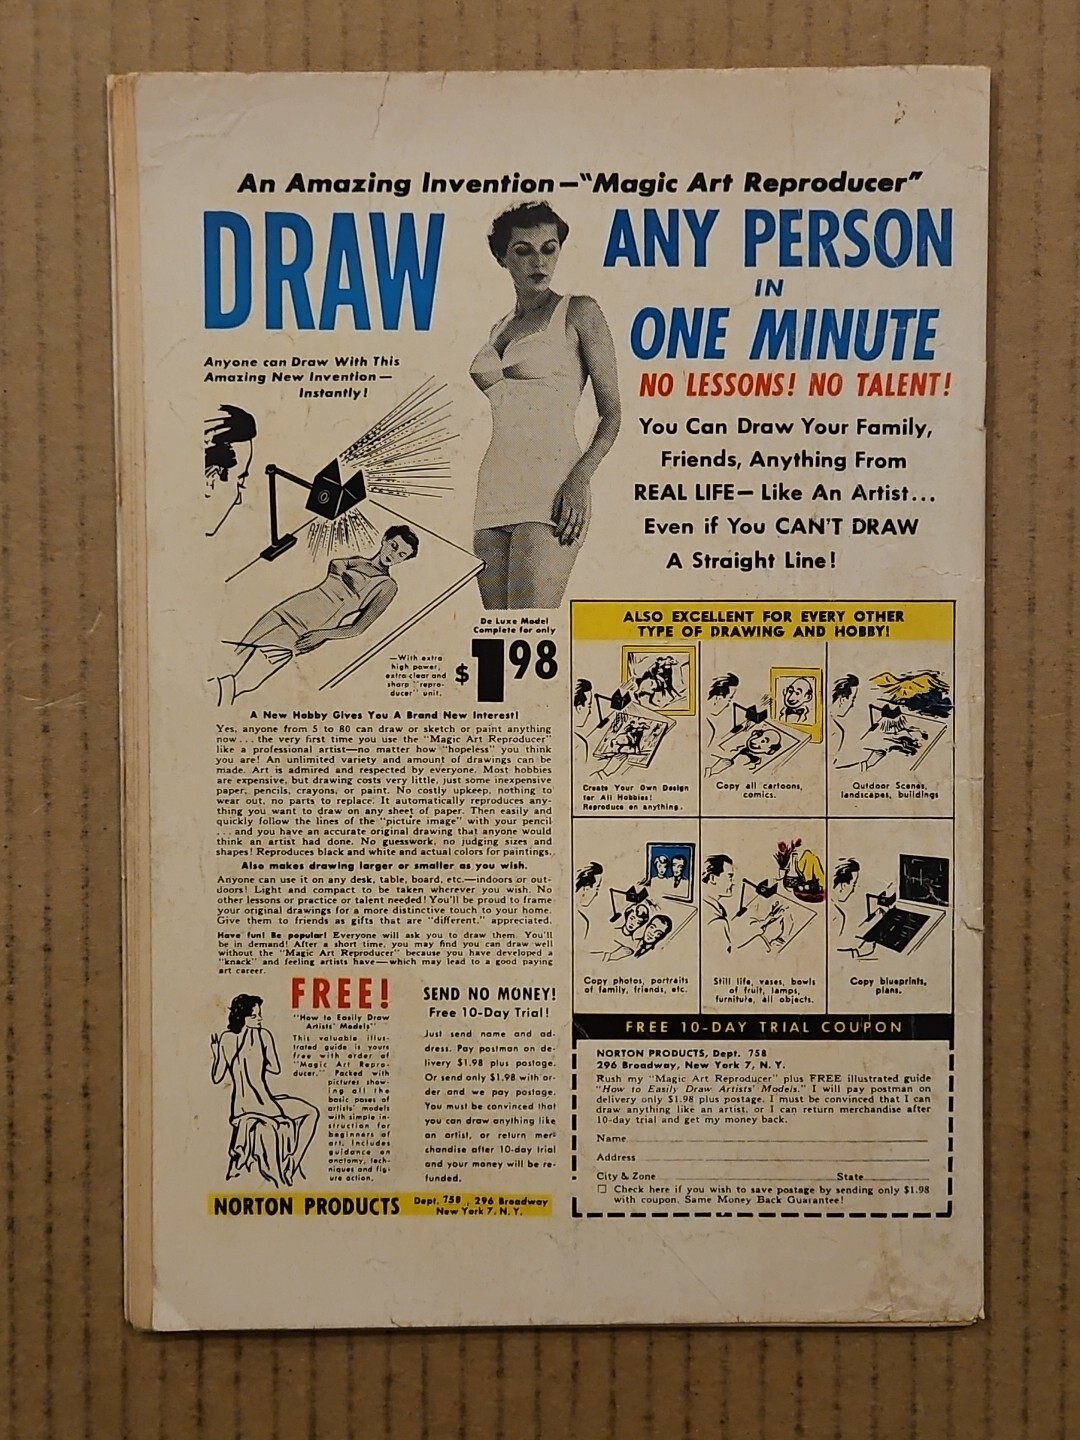 An Amazing Invention—"Magic Art Reproducer"
DRAW
ANY PERSON
IN
ONE MINUTE
NO LESSONS! NO TALENT!
You Can Draw Your Family,
Friends, Anything From
REAL LIFE— Like An Artist...
Even if You CAN'T DRAW
A Straight Line!
Anyone can Draw With This
Amazing New Invention—
Instantly!
De Luxe Model
Complete for only
$1.98
—With extra
high power,
extra clear and
sharp "repro-
ducer" unit.
A New Hobby Gives You A Brand New Interest!
Yes, anyone from 5 to 80 can draw or sketch or paint anything
now... the very first time you use the "Magic Art Reproducer"
like a professional artist—no matter how "hopeless" you think
you are! An unlimited variety and amount of drawings can be
made. Art is admired and respected by everyone. Most hobbies
are expensive, but drawing costs very little, just some inexpensive
paper, pencils, crayons, or paint. No costly upkeep, nothing to
wear out, no parts to replace. It automatically reproduces any-
thing you want to draw on any sheet of paper. Then easily and
quickly follow the lines of the "picture image" with your pencil
... and you have an accurate original drawing that anyone would
think an artist had done. No guesswork, no judging sizes and
shapes! Reproduces black and white and actual colors for paintings.
Also makes drawing larger or smaller as you wish.
Anyone can use it on any desk, table, board, etc.—indoors or out-
doors! Light and compact to be taken wherever you wish. No
other lessons or practice or talent needed! You'll be proud to frame
your original drawings for a more distinctive touch to your home.
Give them to friends as gifts that are "different," appreciated.
Have fun! Be popular! Everyone will ask you to draw them. You'll
be in demand! After a short time, you may find you can draw well
without the "Magic Art Reproducer" because you have developed a
"knack" and feeling artists have—which may lead to a good paying
art career.
FREE!
"How to Easily Draw
Artists' Models"
This valuable illus-
trated guide is yours
free with order of
"Magic Art Repro-
ducer." Packed with
pictures show-
ing all the
basic poses of
artists' models
with simple in-
struction for
beginners of
art. Includes
guidance on
anatomy, tech-
niques and fig-
ure action.
SEND NO MONEY!
Free 10-Day Trial!
Just send name and ad-
dress. Pay postman on de-
livery $1.98 plus postage.
Or send only $1.98 with or-
der and we pay postage.
You must be convinced that
you can draw anything like
an artist, or return mer-
chandise after 10-day trial
and your money will be re-
funded.
NORTON PRODUCTS
Dept. 758, 296 Broadway
New York 7, N. Y.
ALSO EXCELLENT FOR EVERY OTHER
TYPE OF DRAWING AND HOBBY!
Create Your Own Design
for All Hobbies!
Reproduce on anything.
Copy all cartoons,
comics.
Outdoor Scenes,
landscapes, buildings
Copy photos, portraits
of family, friends, etc.
Still life, vases, bowls
of fruit, lamps,
furniture, all objects.
Copy blueprints,
plans.
FREE 10-DAY TRIAL COUPON
NORTON PRODUCTS, Dept. 758
296 Broadway, New York 7, N. Y.
Rush my "Magic Art Reproducer" plus FREE illustrated guide
"How to Easily Draw Artists' Models." I will pay postman on
delivery only $1.98 plus postage. I must be convinced that I can
draw anything like an artist, or I can return merchandise after
10-day trial and get my money back.
Name
Address
City & Zone State
☐ Check here if you wish to save postage by sending only $1.98
with coupon. Same Money Back Guarantee!